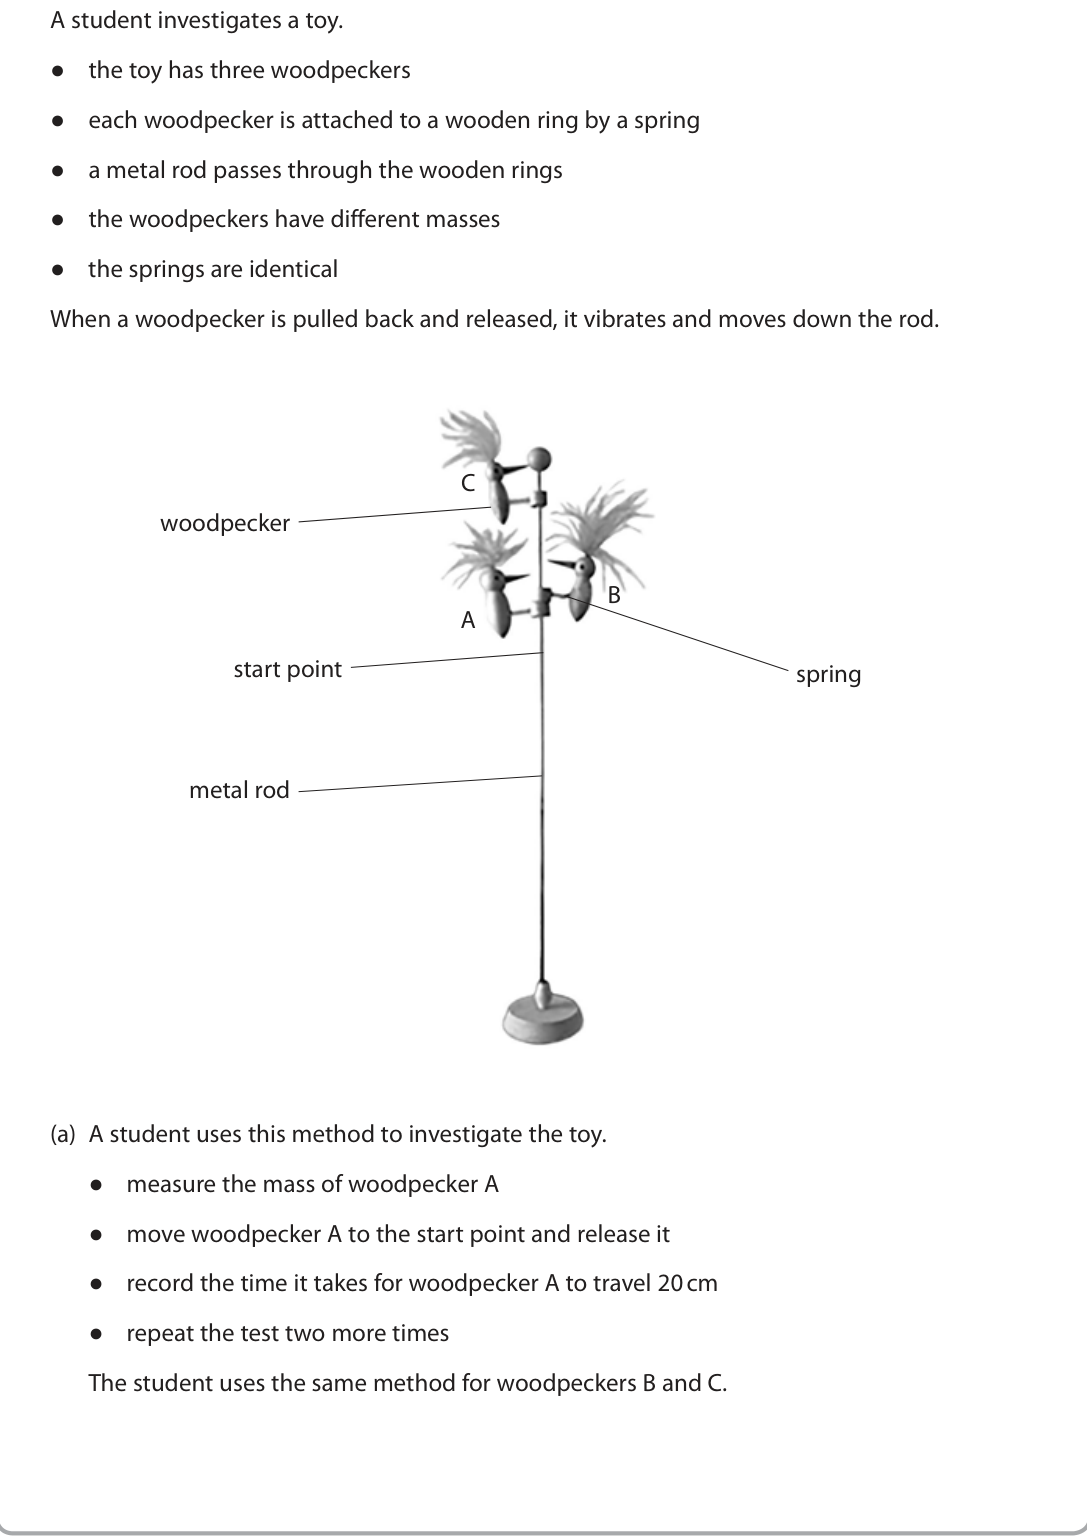 A student investigates a toy.
● the toy has three woodpeckers
● each woodpecker is attached to a wooden ring by a spring
● a metal rod passes through the wooden rings
● the woodpeckers have different masses
● the springs are identical
When a woodpecker is pulled back and released, it vibrates and moves down the rod.
C
woodpecker
B
A
start point
spring
metal rod
(a) A student uses this method to investigate the toy.
● measure the mass of woodpecker A
● move woodpecker A to the start point and release it
● record the time it takes for woodpecker A to travel 20 cm
● repeat the test two more times
The student uses the same method for woodpeckers B and C.